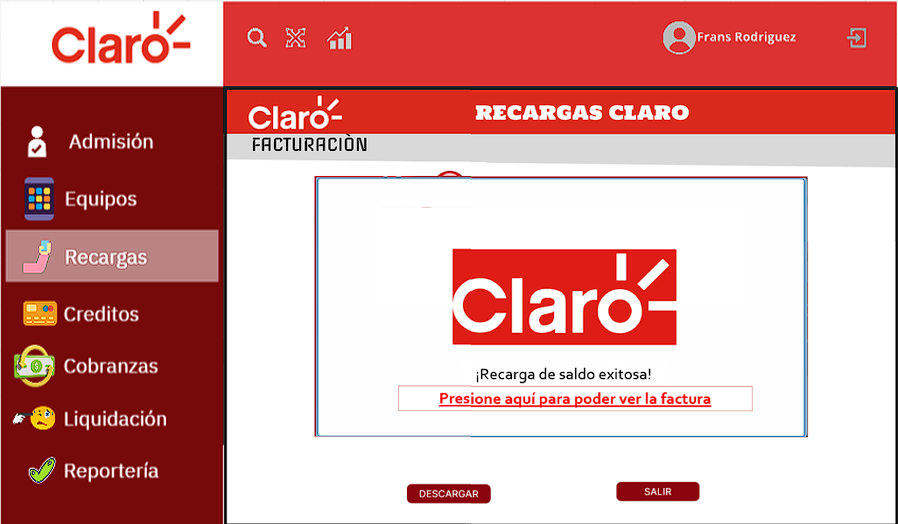 Claro
Frans Rodriguez
Admisión
Equipos
Recargas
Creditos
Cobranzas
Liquidación
Reportería
Claro
RECARGAS CLARO
FACTURACIÒN
Claro
¡Recarga de saldo exitosa!
Presione aquí para poder ver la factura
DESCARGAR
SALIR